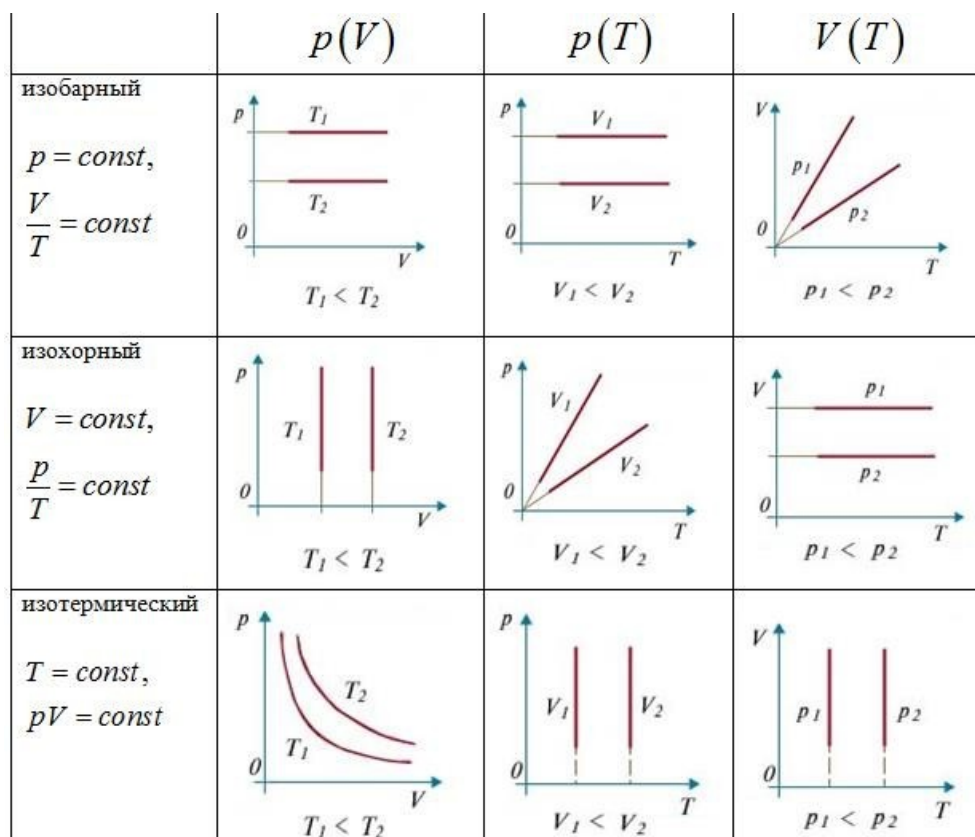 p(V) p(T) V(T)
изобарный
p = const,
V/T = const
p T₁ T₂ 0 V
T₁ < T₂
p V₁ V₂ 0 T
V₁ < V₂
V p₁ p₂ 0 T
p₁ < p₂
изохорный
V = const,
p/T = const
p T₁ T₂ 0 V
T₁ < T₂
p V₁ V₂ 0 T
V₁ < V₂
V p₁ p₂ 0 T
p₁ < p₂
изотермический
T = const,
pV = const
p T₂ T₁ 0 V
T₁ < T₂
p V₁ V₂ 0 T
V₁ < V₂
V p₁ p₂ 0 T
p₁ < p₂